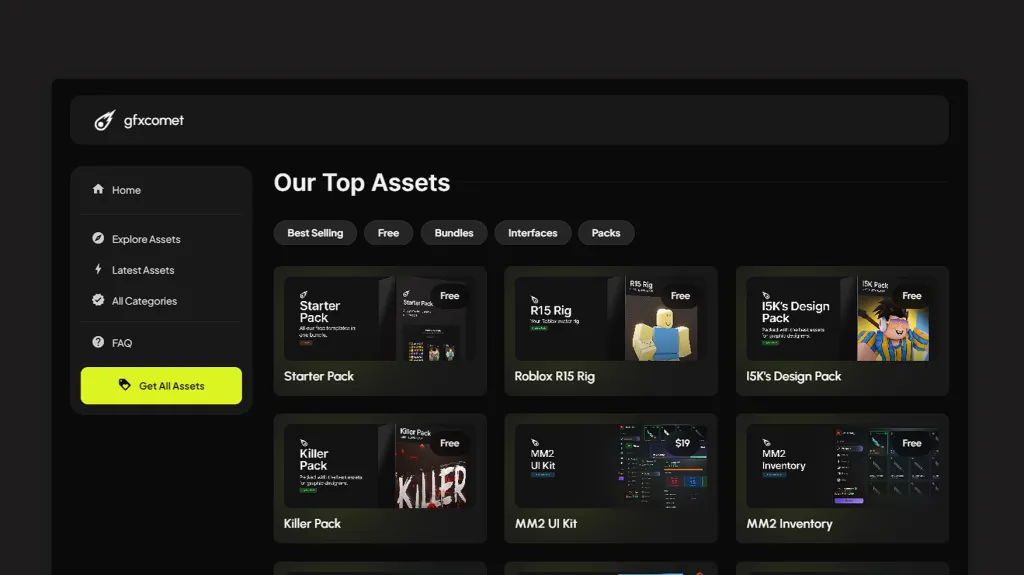 gfxcomet
Home
Explore Assets
Latest Assets
All Categories
FAQ
Get All Assets
Our Top Assets
Best Selling
Free
Bundles
Interfaces
Packs
Starter
Pack
All our free templates in
one bundle.
Starter Pack
Free
Starter Pack
R15 Rig
Your Roblox starter rig
R15 Rig
Free
Roblox R15 Rig
I5K's Design
Pack
Packed with the best assets
for graphic designers.
I5K Pack
Free
I5K's Design Pack
Killer
Pack
Packed with the best assets
for graphic designers.
Killer Pack
KILLER
Free
Killer Pack
MM2
UI Kit
$19
MM2 UI Kit
MM2
Inventory
Free
MM2 Inventory